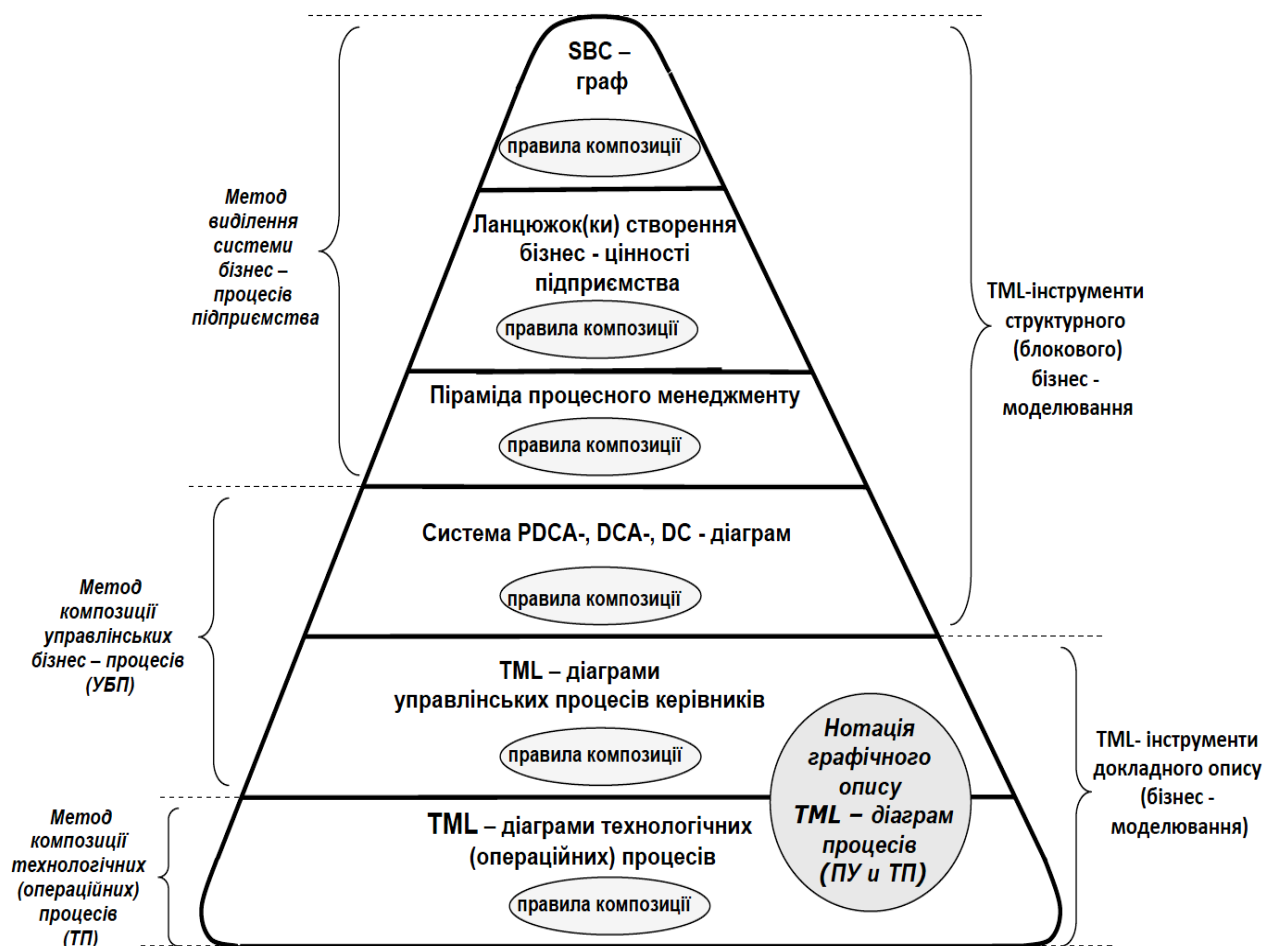 SBC –
граф
правила композиції
Метод
виділення
системи
бізнес –
процесів
підприємства
Ланцюжок(ки) створення
бізнес - цінності
підприємства
правила композиції
TML-інструменти
структурного
(блокового)
бізнес -
моделювання
Піраміда процесного менеджменту
правила композиції
Система PDCA-, DCA-, DC - діаграм
правила композиції
Метод
композиції
управлінських
бізнес – процесів
(УБП)
TML – діаграми
управлінських процесів керівників
правила композиції
Нотація
графічного
опису
TML – діаграм
процесів
(ПУ и ТП)
TML- інструменти
докладного опису
(бізнес -
моделювання)
Метод
композиції
технологічних
(операційних)
процесів
(ТП)
TML – діаграми технологічних
(операційних) процесів
правила композиції